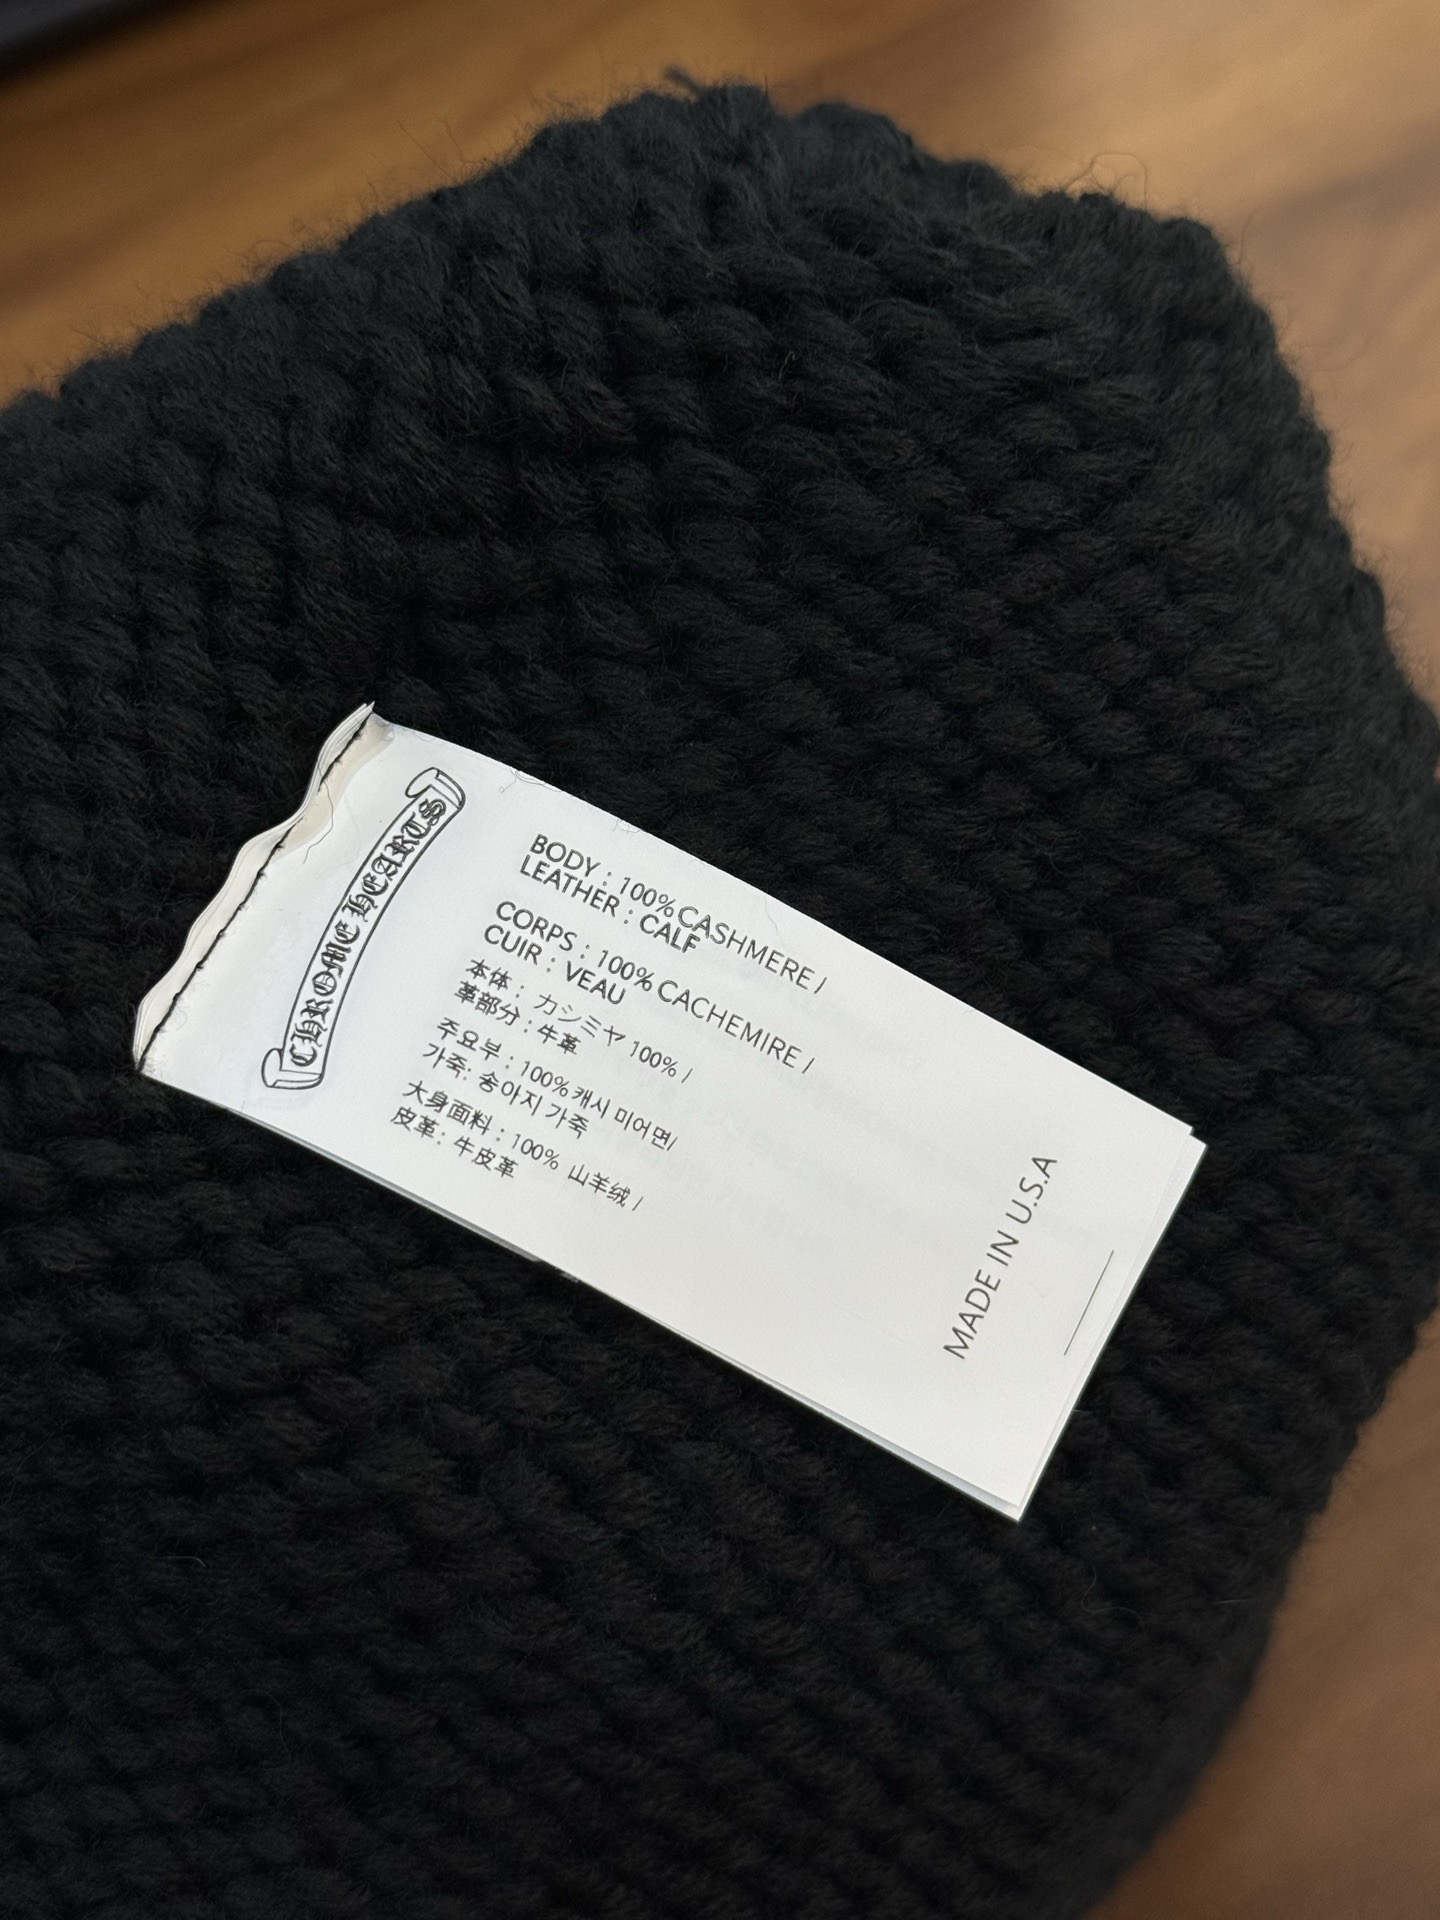 CHROME HEARTS
BODY : 100% CASHMERE /
LEATHER : CALF
CORPS : 100% CACHEMIRE /
CUIR : VEAU
本体 : カシミヤ 100% /
革部分 : 牛革
주요부 : 100% 캐시 미어면/
가죽: 송아지 가죽
大身面料 : 100% 山羊绒 /
皮革: 牛皮革
MADE IN U.S.A